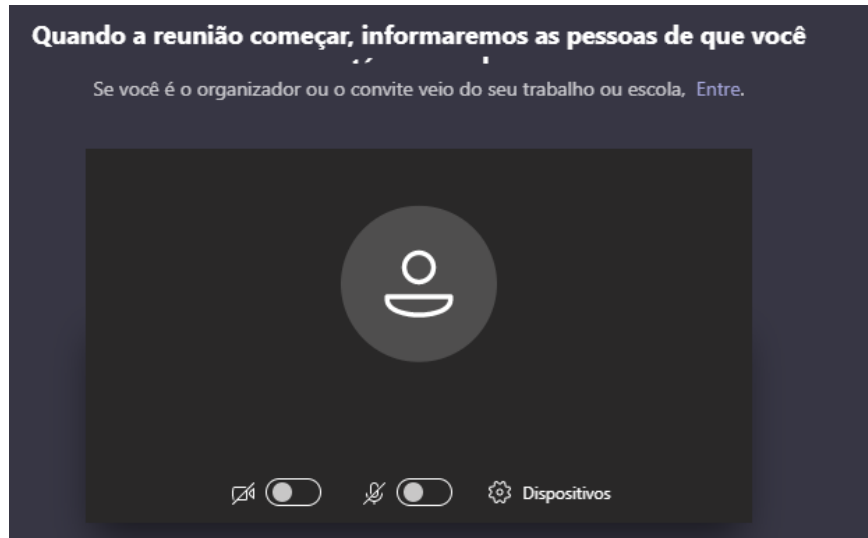 Quando a reunião começar, informaremos as pessoas de que você
Se você é o organizador ou o convite veio do seu trabalho ou escola, Entre.
Dispositivos